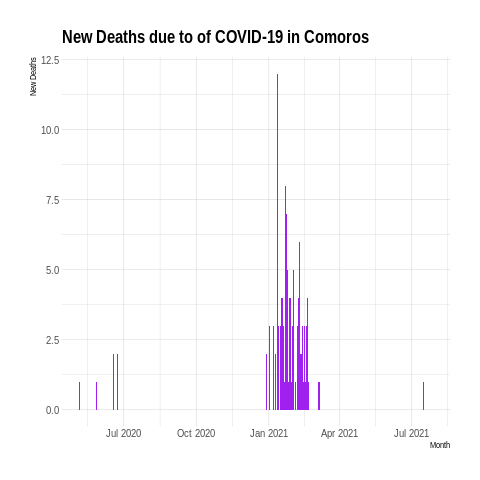 New Deaths due to of COVID-19 in Comoros
New Deaths
12.5
10.0
7.5
5.0
2.5
0.0
Jul 2020 Oct 2020 Jan 2021 Apr 2021 Jul 2021
Month